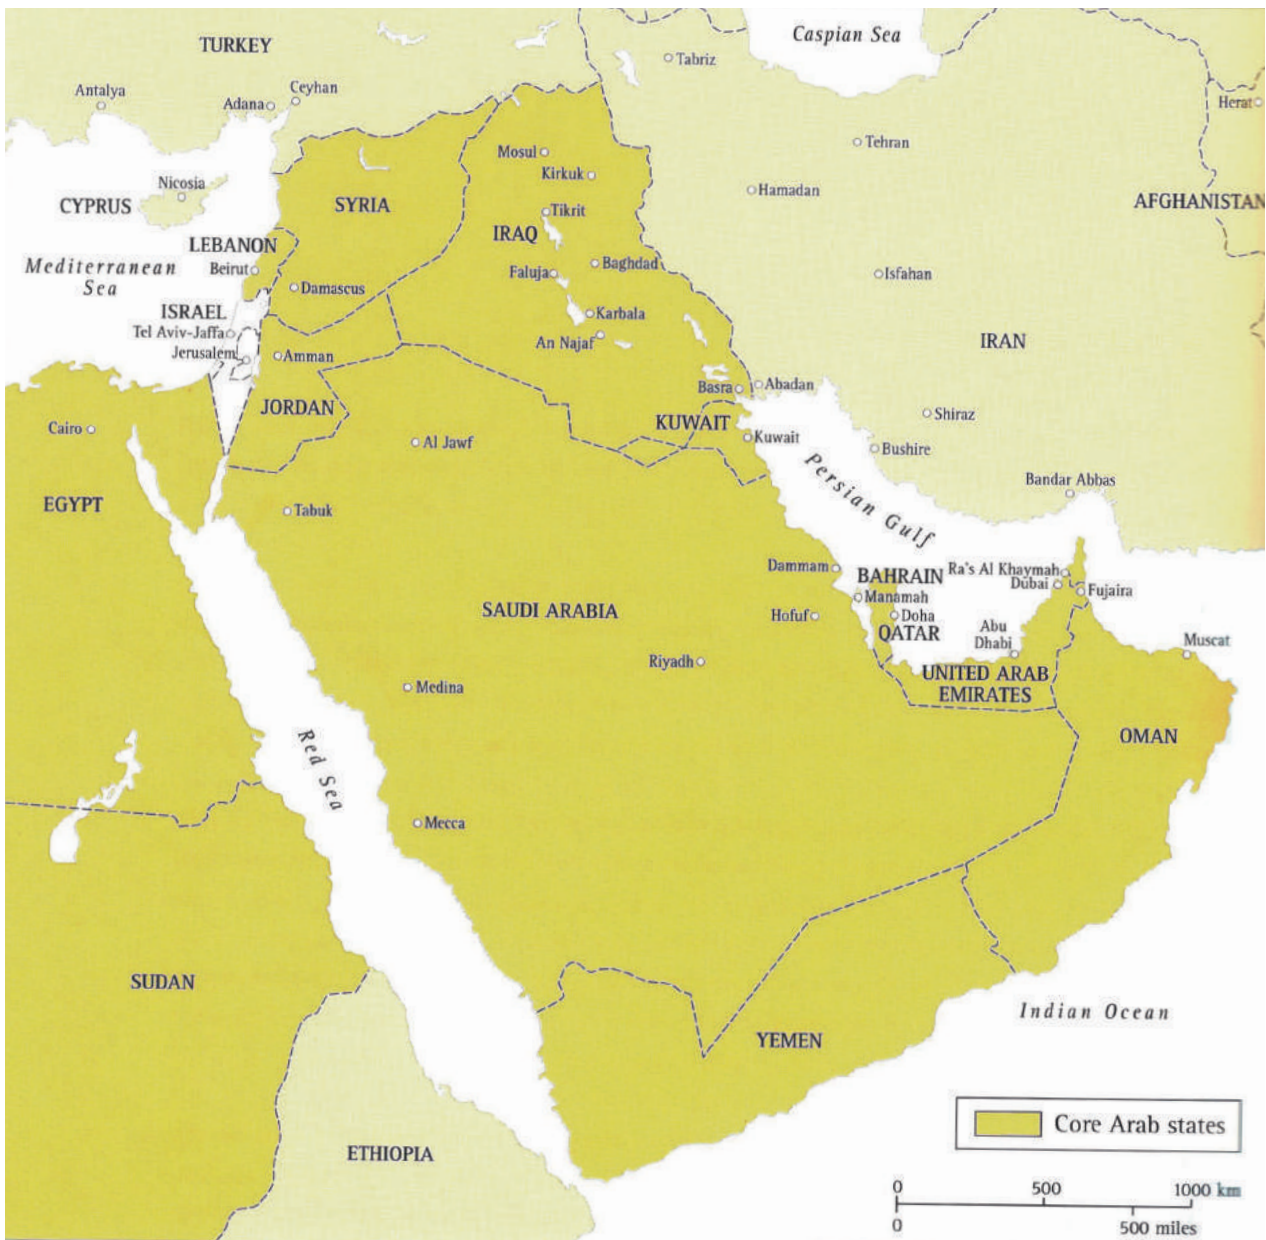 Caspian Sea
TURKEY
Tabriz
Antalya
Ceyhan
Adana
Herat
Tehran
Mosul
Kirkuk
Nicosia
Hamadan
CYPRUS
SYRIA
Tikrit
AFGHANISTAN
IRAQ
LEBANON
Mediterranean
Sea
Beirut
Baghdad
Faluja
Isfahan
Damascus
ISRAEL
Karbala
Tel Aviv-Jaffa
An Najaf
IRAN
Jerusalem
Amman
Basra
Abadan
JORDAN
KUWAIT
Shiraz
Cairo
Al Jawf
Kuwait
Bushire
Persian Gulf
Bandar Abbas
EGYPT
Tabuk
Dammam
BAHRAIN
Ra's Al Khaymah
Dūbai
Fujaira
Manamah
SAUDI ARABIA
Hofuf
Doha
QATAR
Abu
Dhabi
Muscat
Riyadh
UNITED ARAB
EMIRATES
Medina
Red Sea
OMAN
Mecca
SUDAN
Indian Ocean
YEMEN
ETHIOPIA
Core Arab states
0 500 1000 km
0 500 miles